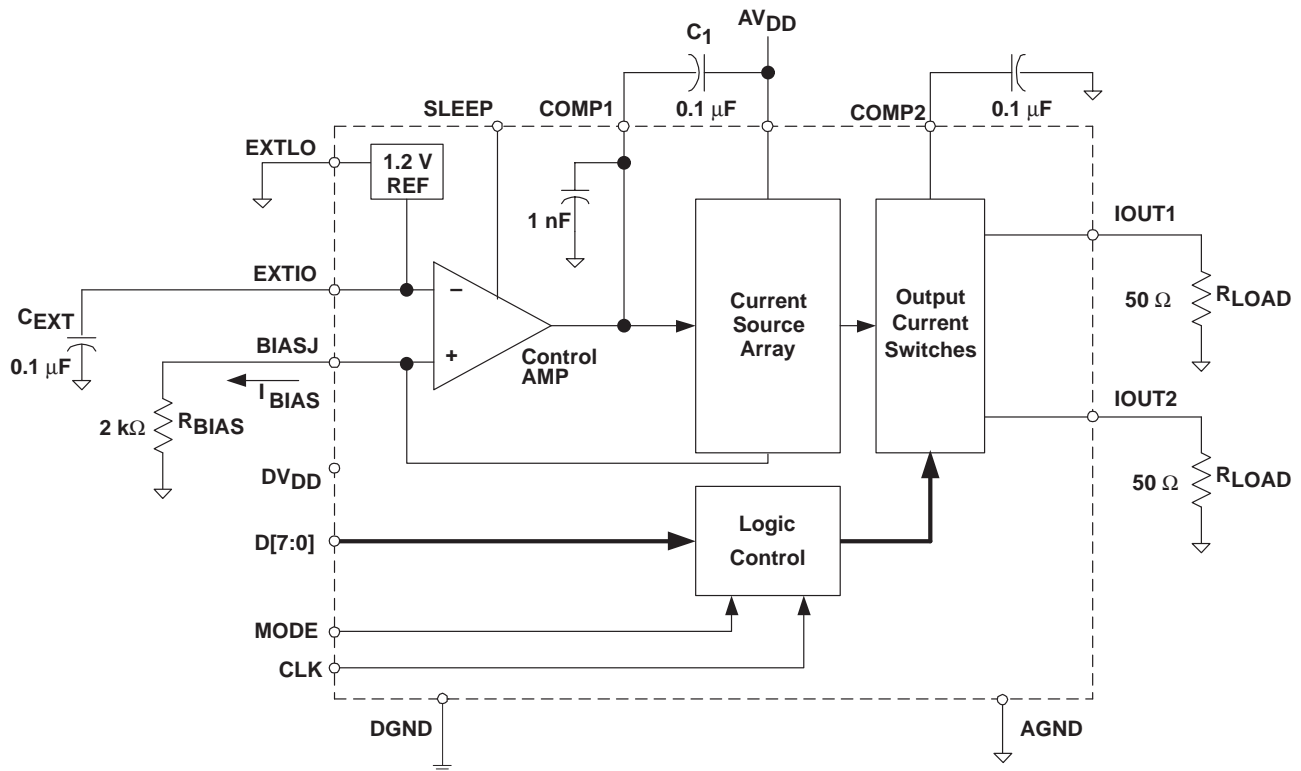 AVDD
C1
0.1 μF
0.1 μF
SLEEP
COMP1
COMP2
EXTLO
1.2 V
REF
1 nF
IOUT1
EXTIO
−
+
Control
AMP
Current
Source
Array
Output
Current
Switches
50 Ω
RLOAD
CEXT
0.1 μF
BIASJ
IBIAS
2 kΩ
RBIAS
IOUT2
50 Ω
RLOAD
DVDD
D[7:0]
Logic
Control
MODE
CLK
DGND
AGND